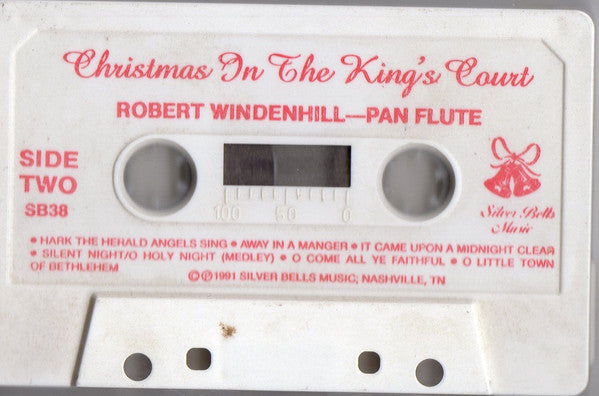 Christmas In The King's Court
ROBERT WINDENHILL—PAN FLUTE
SIDE
TWO
SB38
100 50 0
Silver Bells
Music
• HARK THE HERALD ANGELS SING • AWAY IN A MANGER • IT CAME UPON A MIDNIGHT CLEAR
• SILENT NIGHT/O HOLY NIGHT (MEDLEY) • O COME ALL YE FAITHFUL • O LITTLE TOWN
OF BETHLEHEM
©℗1991 SILVER BELLS MUSIC; NASHVILLE, TN